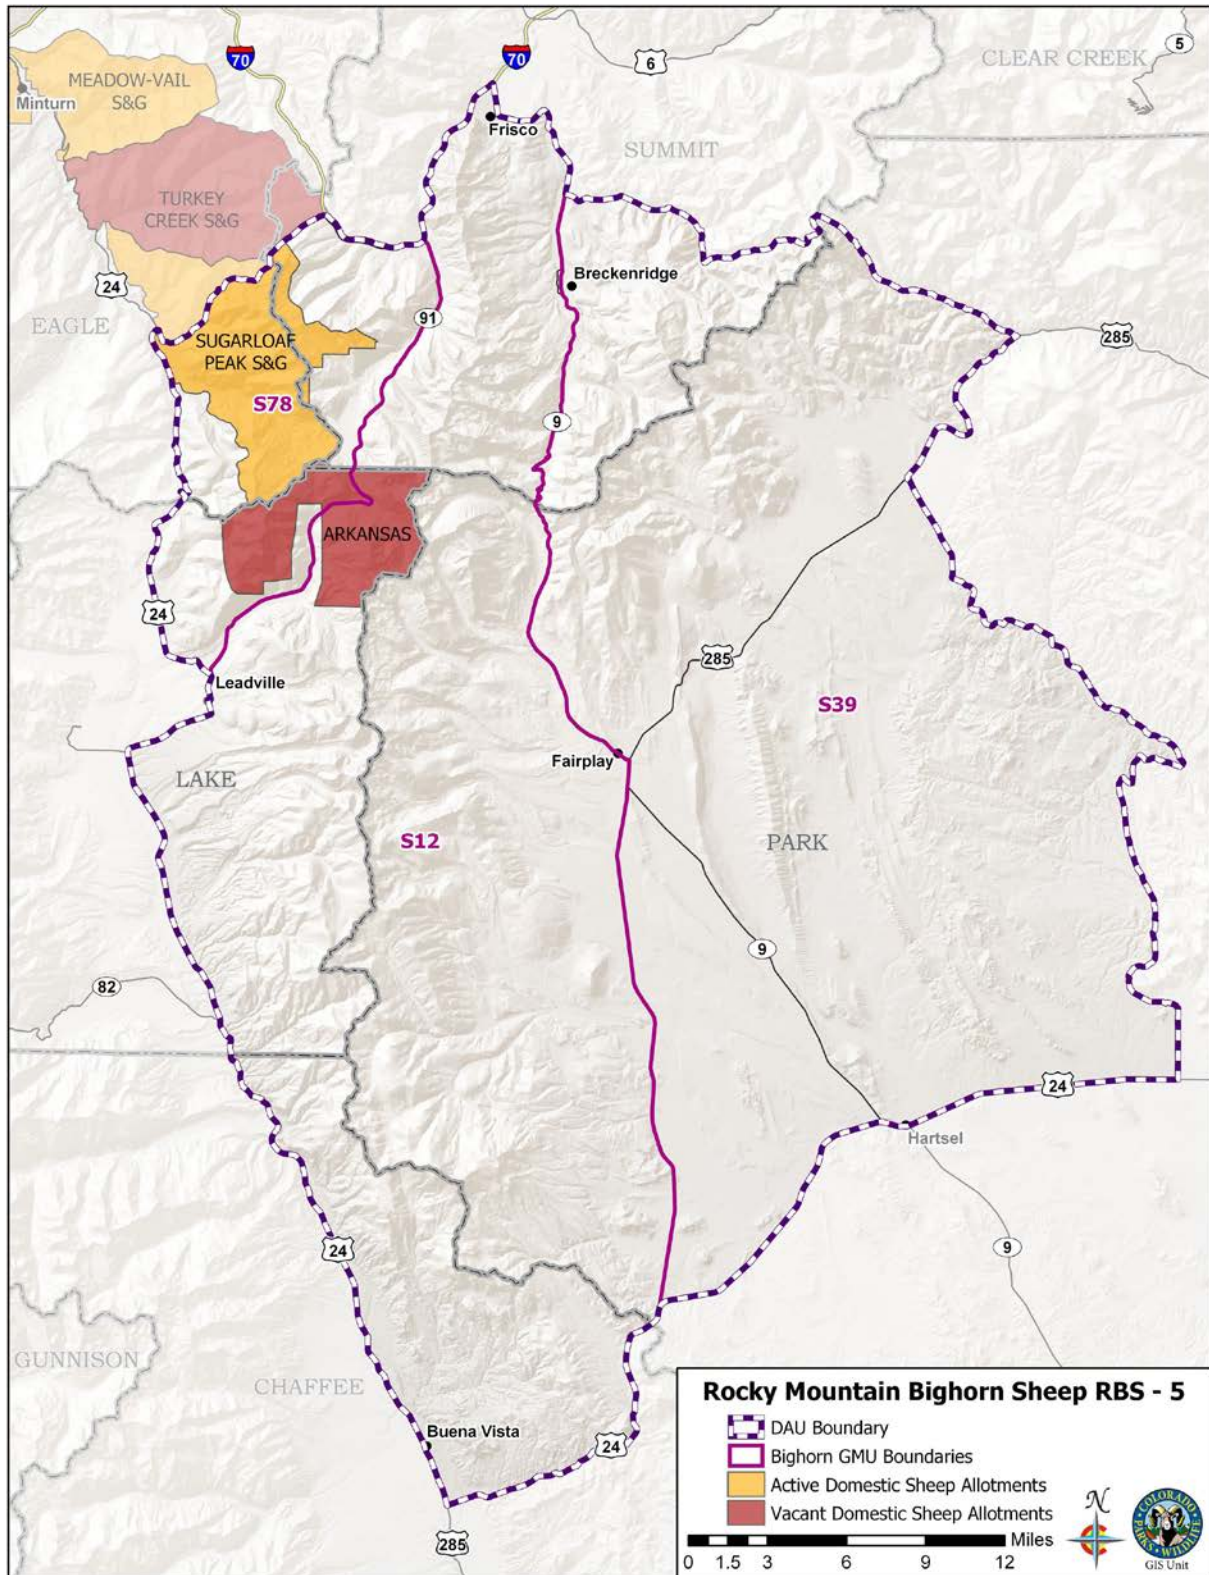 70
70
6
5
CLEAR CREEK
MEADOW-VAIL
S&G
Minturn
Frisco
SUMMIT
TURKEY
CREEK S&G
24
Breckenridge
EAGLE
91
285
SUGARLOAF
PEAK S&G
S78
9
ARKANSAS
24
285
Leadville
S39
Fairplay
LAKE
S12
PARK
9
82
24
Hartsel
24
9
GUNNISON
CHAFFEE
Buena Vista
24
285
Rocky Mountain Bighorn Sheep RBS - 5
DAU Boundary
Bighorn GMU Boundaries
Active Domestic Sheep Allotments
Vacant Domestic Sheep Allotments
Miles
0 1.5 3 6 9 12
N
COLORADO
PARKS • WILDLIFE
GIS Unit